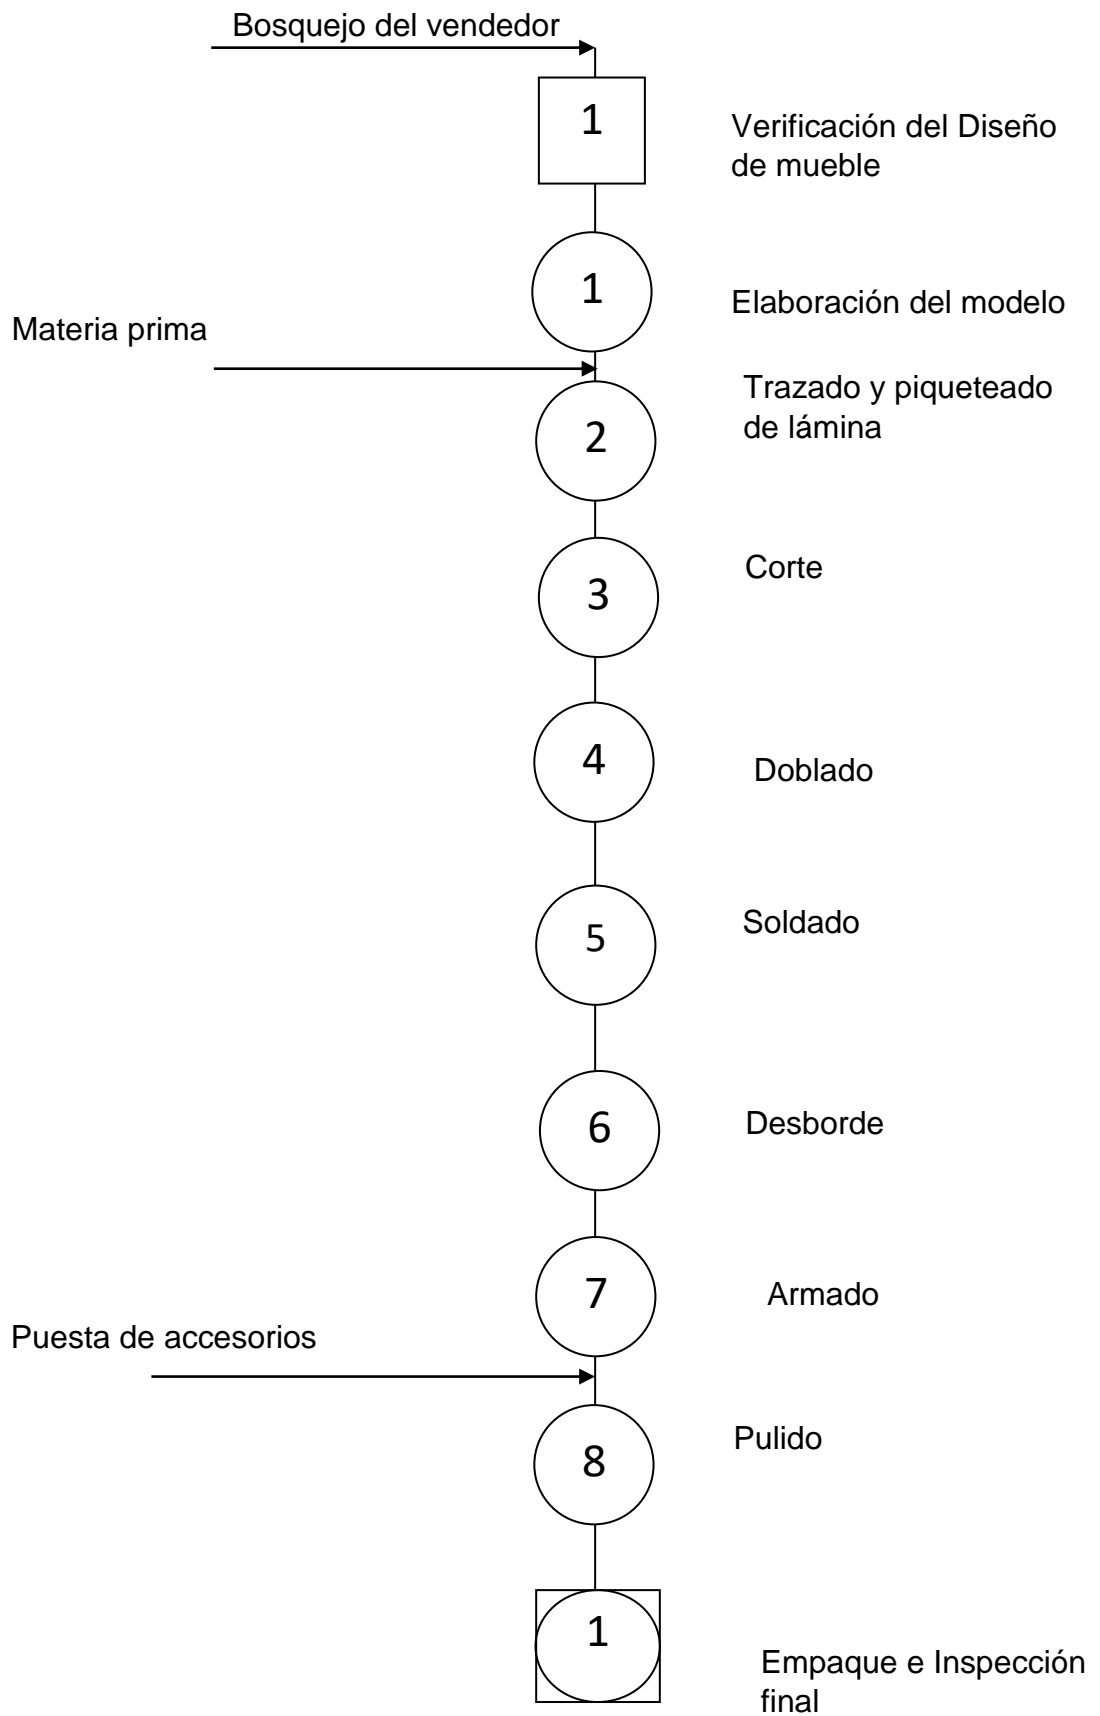 Bosquejo del vendedor
1
Verificación del Diseño
de mueble
1
Elaboración del modelo
Materia prima
Trazado y piqueteado
de lámina
2
3
Corte
4
Doblado
5
Soldado
6
Desborde
7
Armado
Puesta de accesorios
8
Pulido
1
Empaque e Inspección
final